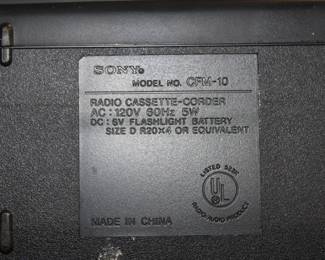 SONY®
MODEL NO. CFM-10
RADIO CASSETTE-CORDER
AC: 120V 60Hz 5W
DC: 6V FLASHLIGHT BATTERY
SIZE D R20×4 OR EQUIVALENT
LISTED 522E
UL
®
RADIO-AUDIO PRODUCT
MADE IN CHINA